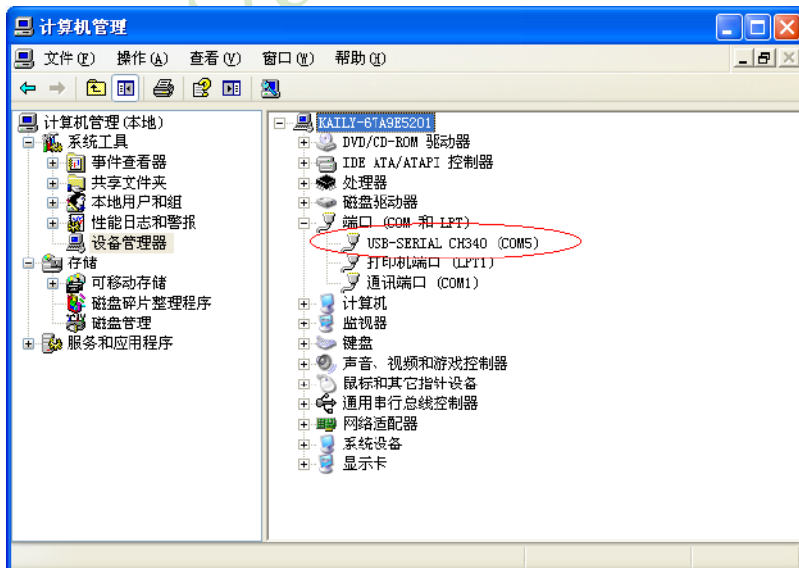 计算机管理
文件(F) 操作(A) 查看(V) 窗口(W) 帮助(H)
计算机管理(本地)
系统工具
事件查看器
共享文件夹
本地用户和组
性能日志和警报
设备管理器
存储
可移动存储
磁盘碎片整理程序
磁盘管理
服务和应用程序
KAILY-67A9E5201
DVD/CD-ROM 驱动器
IDE ATA/ATAPI 控制器
处理器
磁盘驱动器
端口 (COM 和 LPT)
USB-SERIAL CH340 (COM5)
打印机端口 (LPT1)
通讯端口 (COM1)
计算机
监视器
键盘
声音、视频和游戏控制器
鼠标和其它指针设备
通用串行总线控制器
网络适配器
系统设备
显示卡